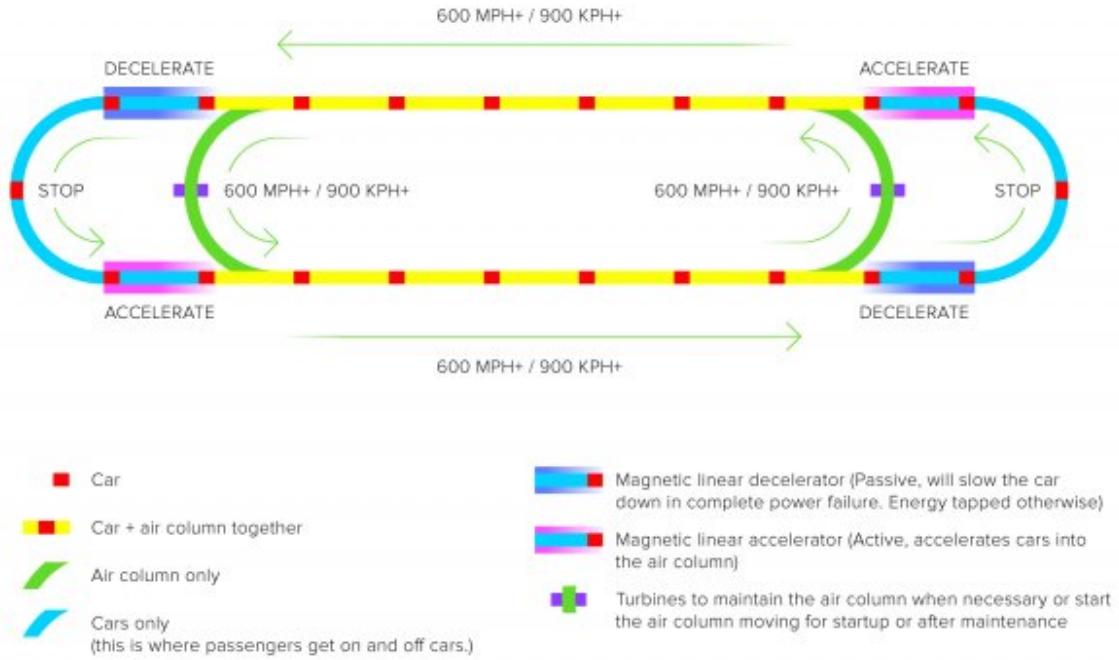 600 MPH+ / 900 KPH+
DECELERATE
ACCELERATE
STOP
600 MPH+ / 900 KPH+
600 MPH+ / 900 KPH+
STOP
ACCELERATE
DECELERATE
600 MPH+ / 900 KPH+
Car
Car + air column together
Air column only
Cars only
(this is where passengers get on and off cars.)
Magnetic linear decelerator (Passive, will slow the car
down in complete power failure. Energy tapped otherwise)
Magnetic linear accelerator (Active, accelerates cars into
the air column)
Turbines to maintain the air column when necessary or start
the air column moving for startup or after maintenance